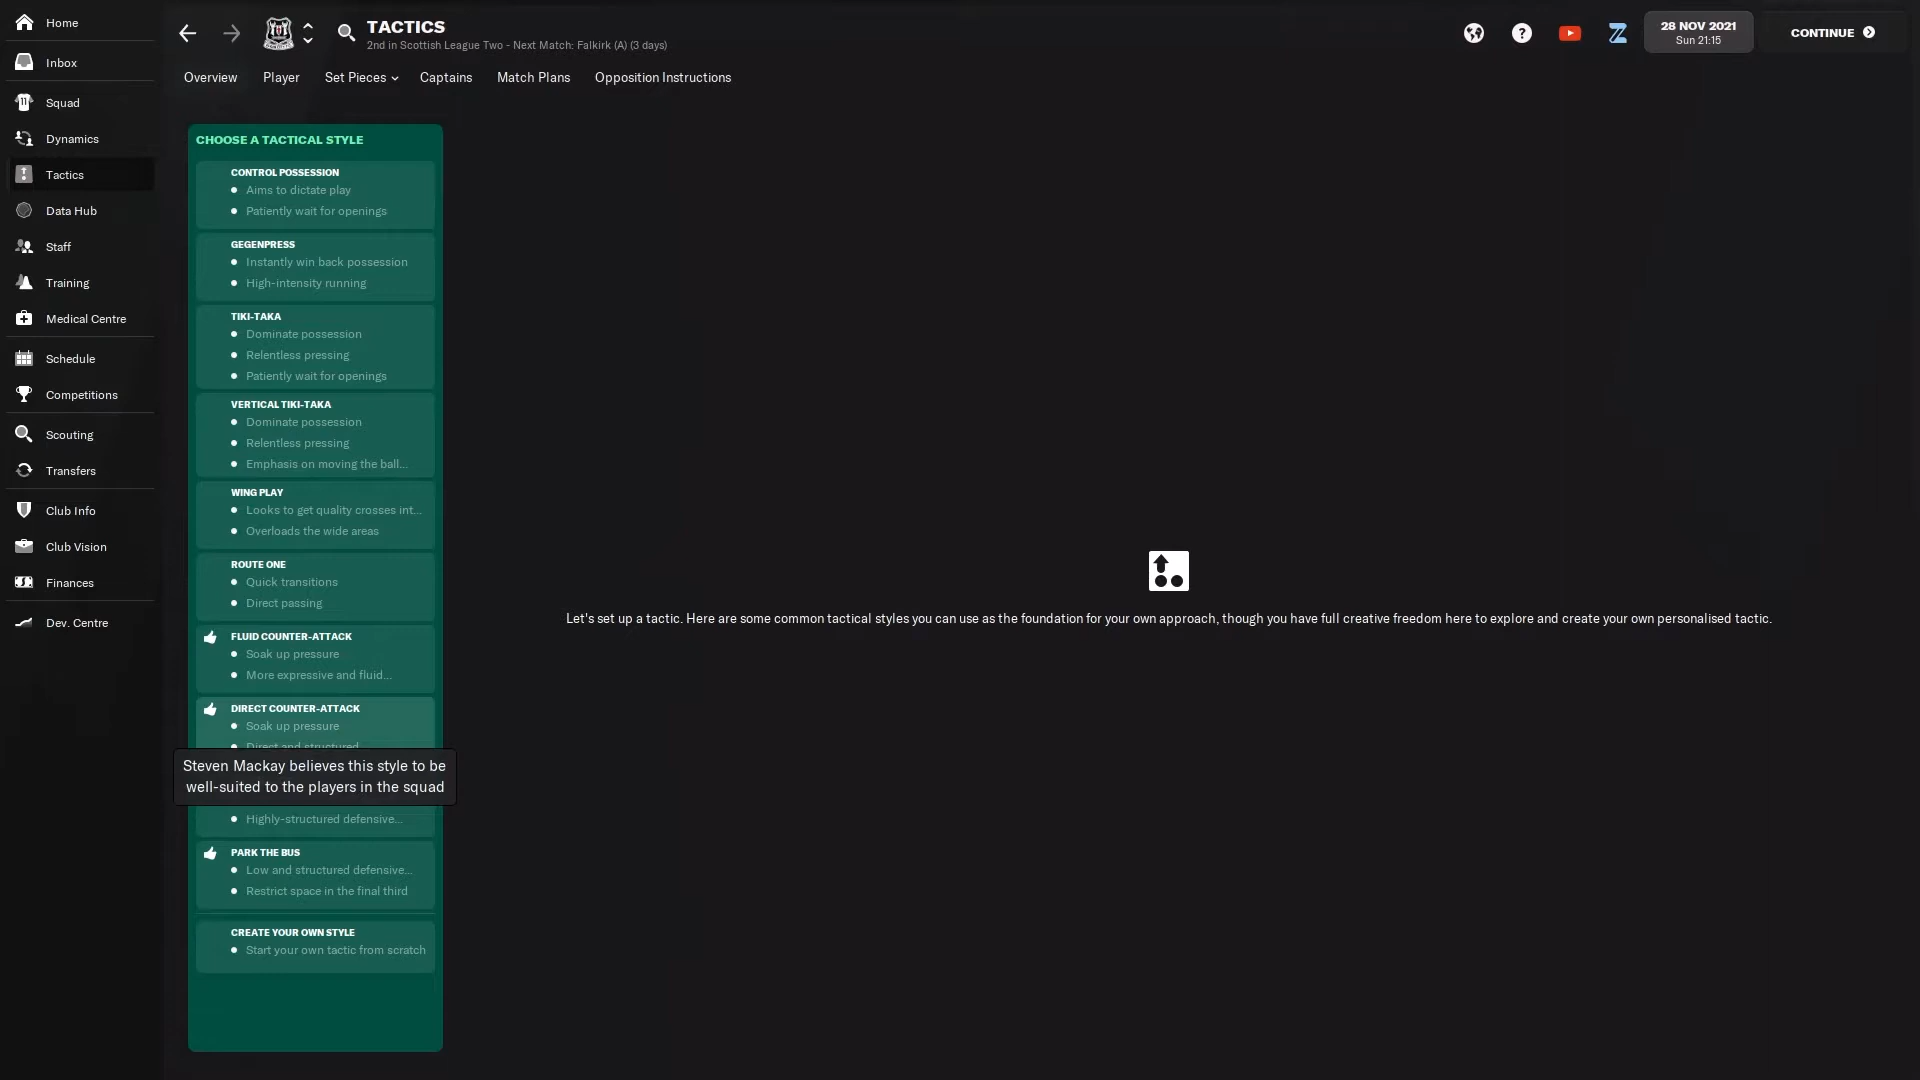 Home
Inbox
Squad
Dynamics
Tactics
Data Hub
Staff
Training
Medical Centre
Schedule
Competitions
Scouting
Transfers
Club Info
Club Vision
Finances
Dev. Centre
TACTICS
2nd in Scottish League Two - Next Match: Falkirk (A) (3 days)
28 NOV 2021
Sun 21:15
CONTINUE
Overview
Player
Set Pieces
Captains
Match Plans
Opposition Instructions
CHOOSE A TACTICAL STYLE
CONTROL POSSESSION
Aims to dictate play
Patiently wait for openings
GEGENPRESS
Instantly win back possession
High-intensity running
TIKI-TAKA
Dominate possession
Relentless pressing
Patiently wait for openings
VERTICAL TIKI-TAKA
Dominate possession
Relentless pressing
Emphasis on moving the ball...
WING PLAY
Looks to get quality crosses int...
Overloads the wide areas
ROUTE ONE
Quick transitions
Direct passing
FLUID COUNTER-ATTACK
Soak up pressure
More expressive and fluid...
DIRECT COUNTER-ATTACK
Soak up pressure
Direct and structured
Steven Mackay believes this style to be
well-suited to the players in the squad
Highly-structured defensive...
PARK THE BUS
Low and structured defensive...
Restrict space in the final third
CREATE YOUR OWN STYLE
Start your own tactic from scratch
Let's set up a tactic. Here are some common tactical styles you can use as the foundation for your own approach, though you have full creative freedom here to explore and create your own personalised tactic.